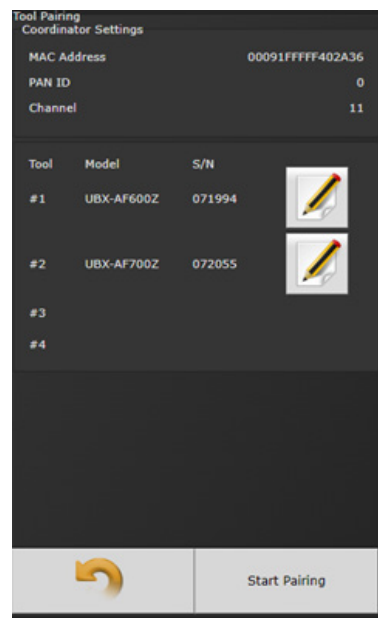 Tool Pairing
Coordinator Settings
MAC Address 00091FFFFF402A36
PAN ID 0
Channel 11
Tool Model S/N
#1 UBX-AF600Z 071994
#2 UBX-AF700Z 072055
#3
#4
Start Pairing